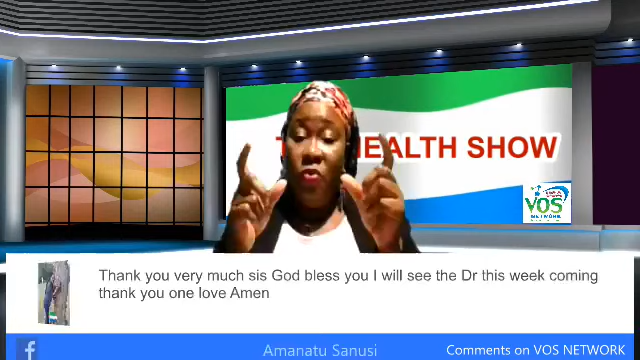 T HEALTH SHOW
VOS
NETWORK
Thank you very much sis God bless you I will see the Dr this week coming
thank you one love Amen
f
Amanatu Sanusi
Comments on VOS NETWORK